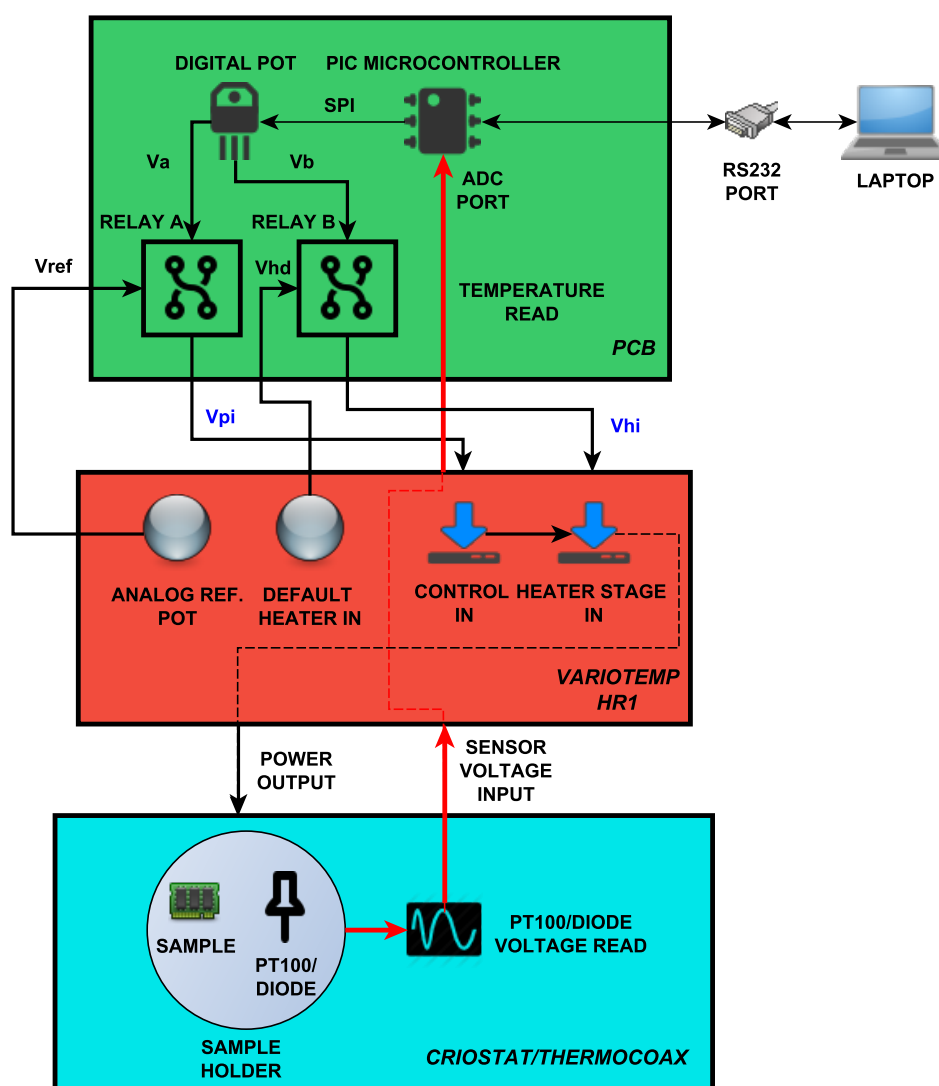 DIGITAL POT
PIC MICROCONTROLLER
SPI
Va
Vb
ADC
PORT
RS232
PORT
LAPTOP
RELAY A
RELAY B
Vref
Vhd
TEMPERATURE
READ
PCB
Vpi
Vhi
ANALOG REF.
POT
DEFAULT
HEATER IN
CONTROL
IN
HEATER STAGE
IN
VARIOTEMP
HR1
POWER
OUTPUT
SENSOR
VOLTAGE
INPUT
SAMPLE
PT100/
DIODE
PT100/DIODE
VOLTAGE READ
SAMPLE
HOLDER
CRIOSTAT/THERMOCOAX